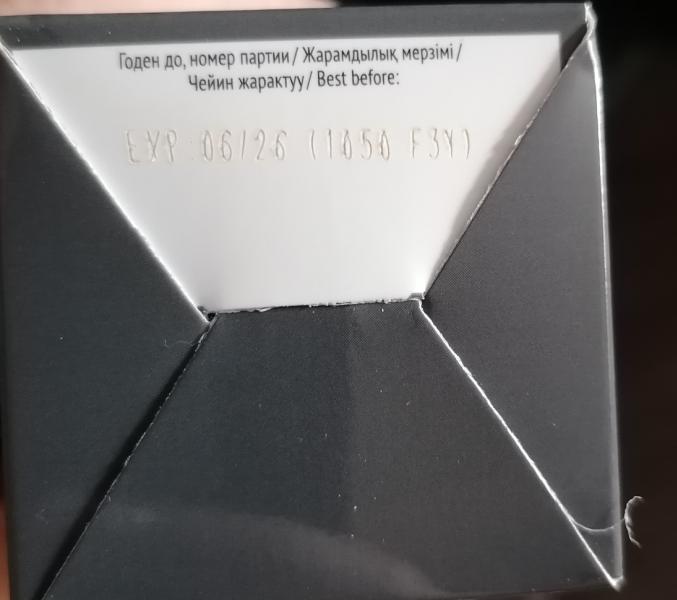 Годен до, номер партии / Жарамдылық мерзімі /
Чейин жарактуу / Best before:
EXP 06/26 (1050 F3Y)